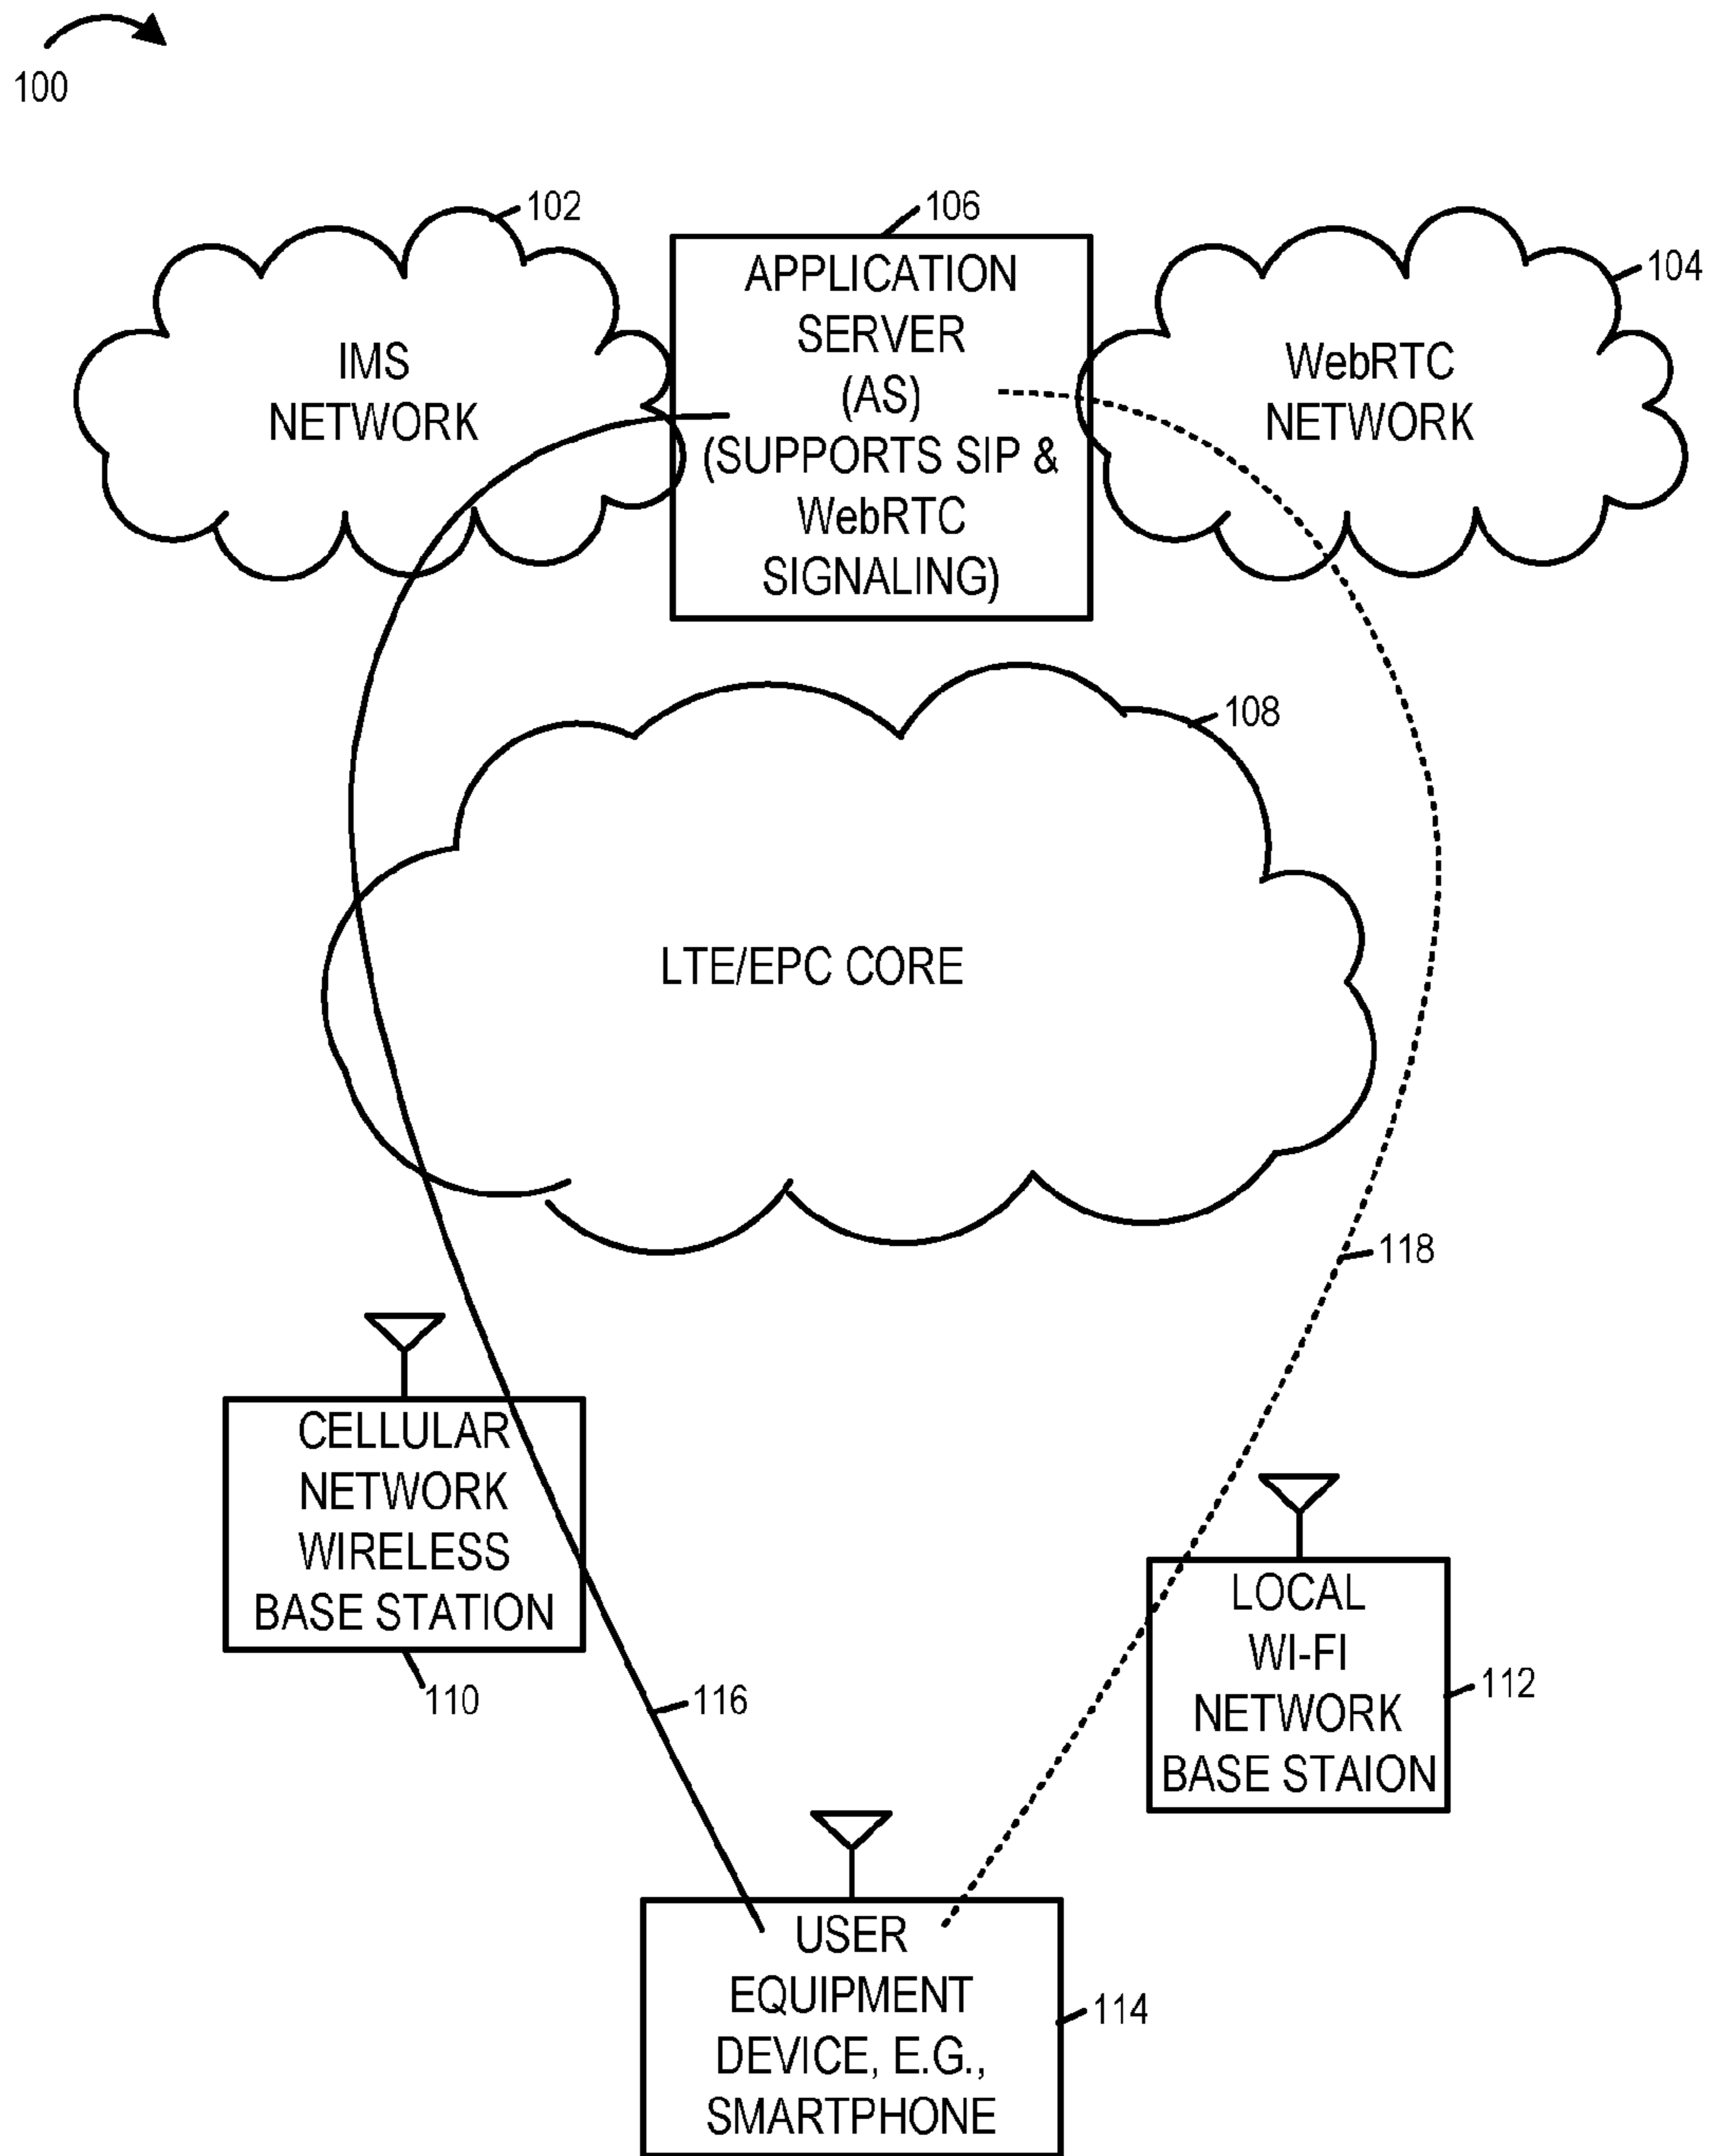 100
102
106
104
IMS
NETWORK
APPLICATION
SERVER
(AS)
(SUPPORTS SIP &
WebRTC
SIGNALING)
WebRTC
NETWORK
108
LTE/EPC CORE
118
CELLULAR
NETWORK
WIRELESS
BASE STATION
110
116
LOCAL
WI-FI
NETWORK
BASE STAION
112
USER
EQUIPMENT
DEVICE, E.G.,
SMARTPHONE
114